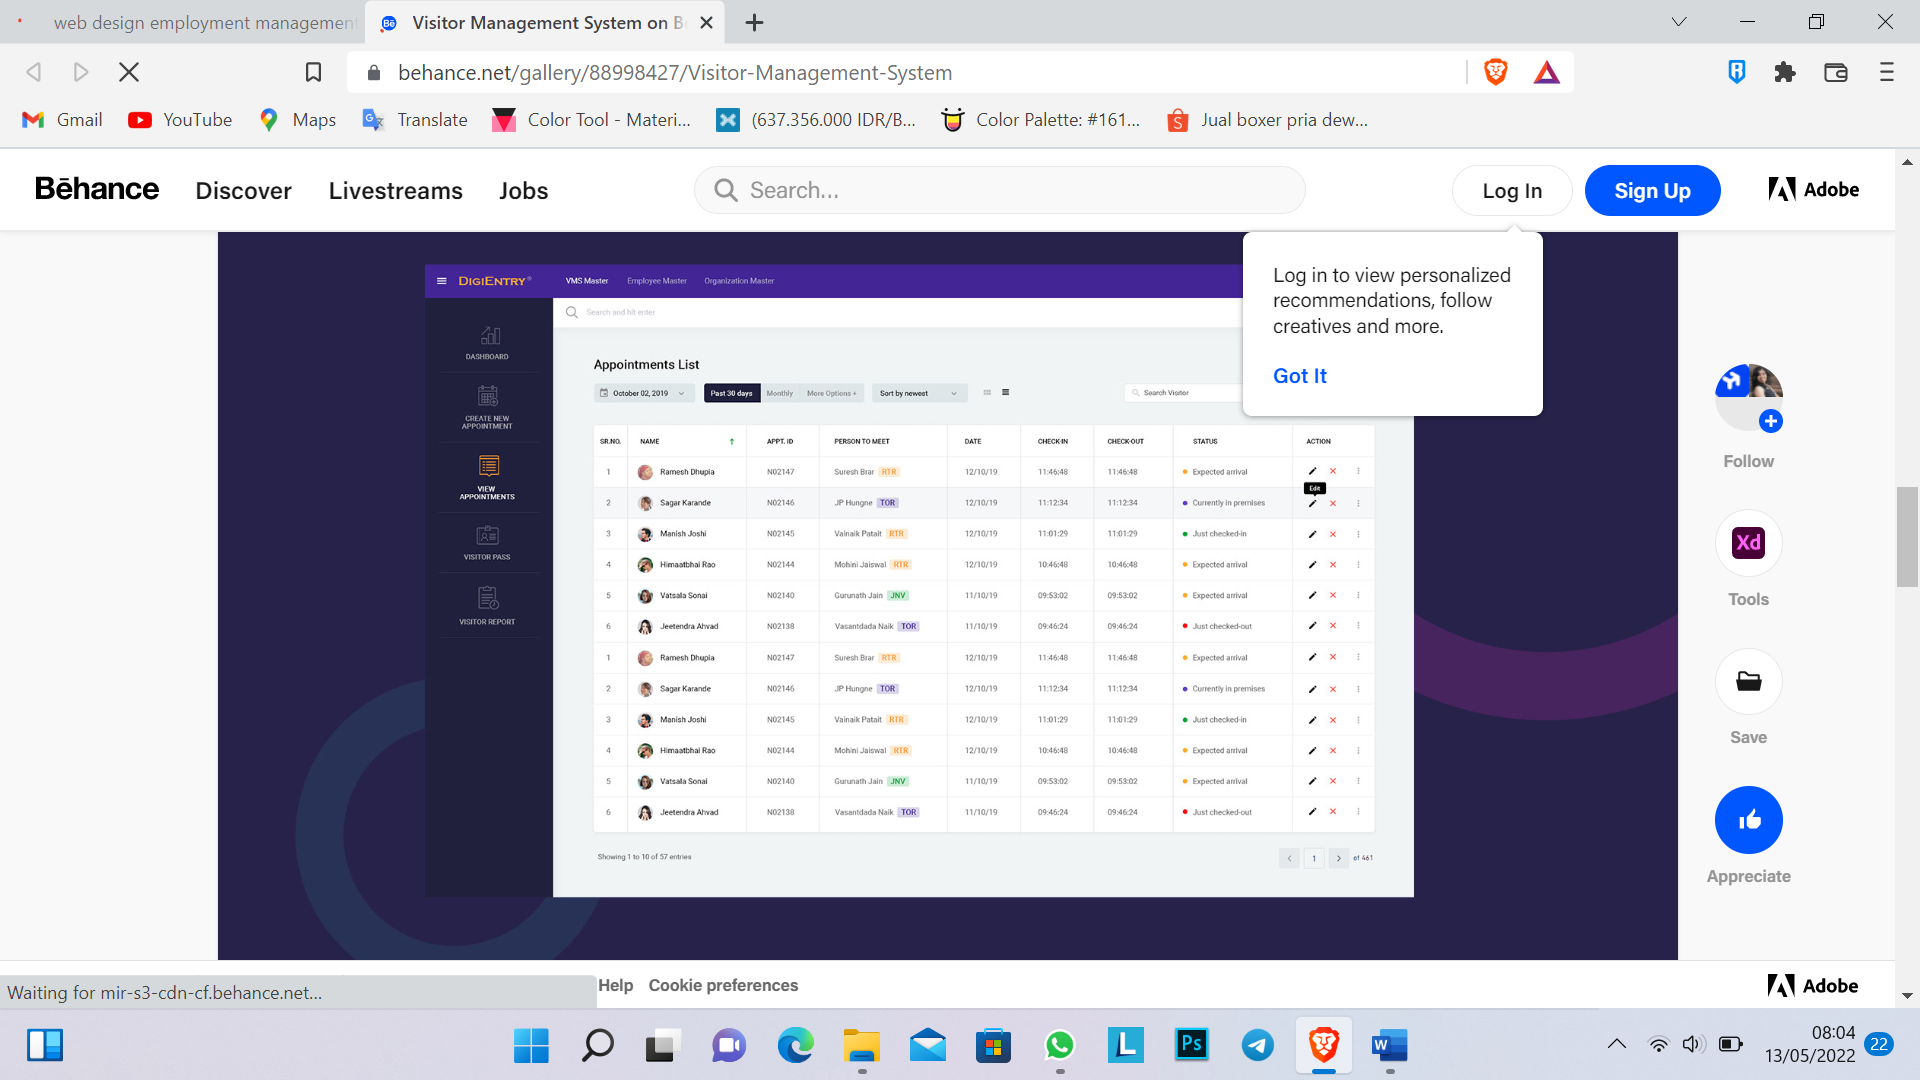 web design employment management
Visitor Management System on B
behance.net/gallery/88998427/Visitor-Management-System
Gmail
YouTube
Maps
Translate
Color Tool - Materi...
(637.356.000 IDR/B...
Color Palette: #161...
Jual boxer pria dew...
Bēhance
Discover
Livestreams
Jobs
Search...
Log In
Sign Up
Adobe
Log in to view personalized
recommendations, follow
creatives and more.
Got It
DIGIENTRY
VMS Master
Employee Master
Organization Master
Search and hit enter
DASHBOARD
CREATE NEW
APPOINTMENT
VIEW
APPOINTMENTS
VISITOR PASS
VISITOR REPORT
Appointments List
October 02, 2019
Past 30 days
Monthly
More Options +
Sort by newest
Search Visitor
SR.NO. NAME APPT. ID PERSON TO MEET DATE CHECK-IN CHECK-OUT STATUS ACTION
1 Ramesh Dhupia N02147 Suresh Brar RTR 12/10/19 11:46:48 11:46:48 Expected arrival
Edit
2 Sagar Karande N02146 JP Hungne TOR 12/10/19 11:12:34 11:12:34 Currently in premises
3 Manish Joshi N02145 Vainaik Patait RTR 12/10/19 11:01:29 11:01:29 Just checked-in
4 Himaatbhai Rao N02144 Mohini Jaiswal RTR 12/10/19 10:46:48 10:46:48 Expected arrival
5 Vatsala Sonai N02140 Gurunath Jain JNV 11/10/19 09:53:02 09:53:02 Expected arrival
6 Jeetendra Ahvad N02138 Vasantdada Naik TOR 11/10/19 09:46:24 09:46:24 Just checked-out
1 Ramesh Dhupia N02147 Suresh Brar RTR 12/10/19 11:46:48 11:46:48 Expected arrival
2 Sagar Karande N02146 JP Hungne TOR 12/10/19 11:12:34 11:12:34 Currently in premises
3 Manish Joshi N02145 Vainaik Patait RTR 12/10/19 11:01:29 11:01:29 Just checked-in
4 Himaatbhai Rao N02144 Mohini Jaiswal RTR 12/10/19 10:46:48 10:46:48 Expected arrival
5 Vatsala Sonai N02140 Gurunath Jain JNV 11/10/19 09:53:02 09:53:02 Expected arrival
6 Jeetendra Ahvad N02138 Vasantdada Naik TOR 11/10/19 09:46:24 09:46:24 Just checked-out
Showing 1 to 10 of 57 entries
1 of 461
Follow
Xd
Tools
Save
Appreciate
Waiting for mir-s3-cdn-cf.behance.net...
Help
Cookie preferences
Adobe
L
Ps
W
08:04
13/05/2022
22